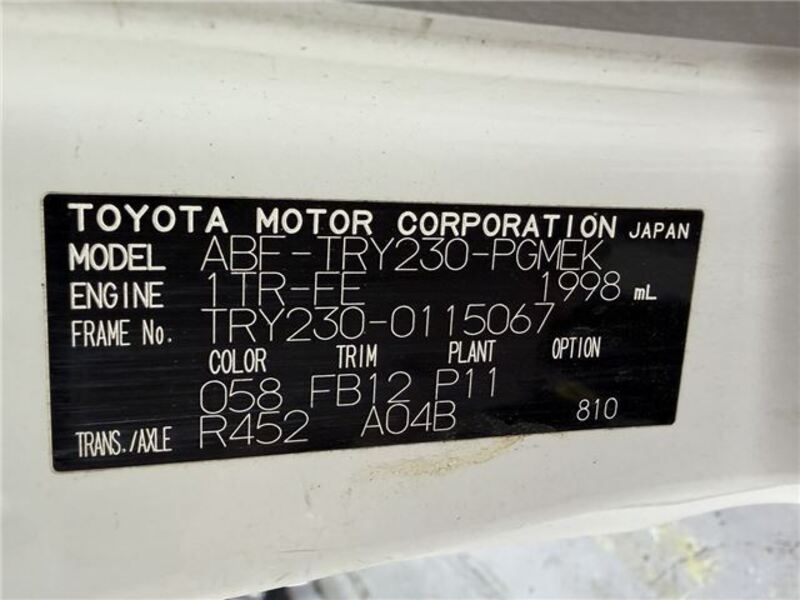 TOYOTA MOTOR CORPORATION JAPAN
MODEL ABF-TRY230-PGMEK
ENGINE 1TR-FE 1998 mL
FRAME No. TRY230-0115067
COLOR TRIM PLANT OPTION
058 FB12 P11
TRANS./AXLE R452 A04B 810